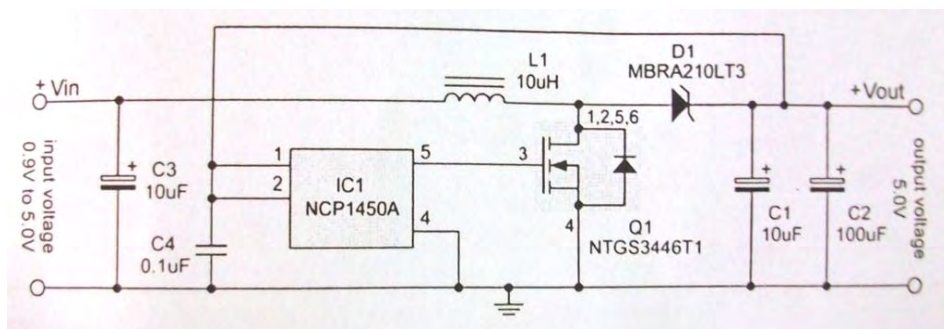 L1
10uH
D1
MBRA210LT3
+ Vin
+Vout
input voltage
0.9V to 5.0V
+
C3
10uF
C4
0.1uF
1
2
IC1
NCP1450A
5
4
1,2,5,6
3
4
Q1
NTGS3446T1
+
C1
10uF
+
C2
100uF
output voltage
5.0V